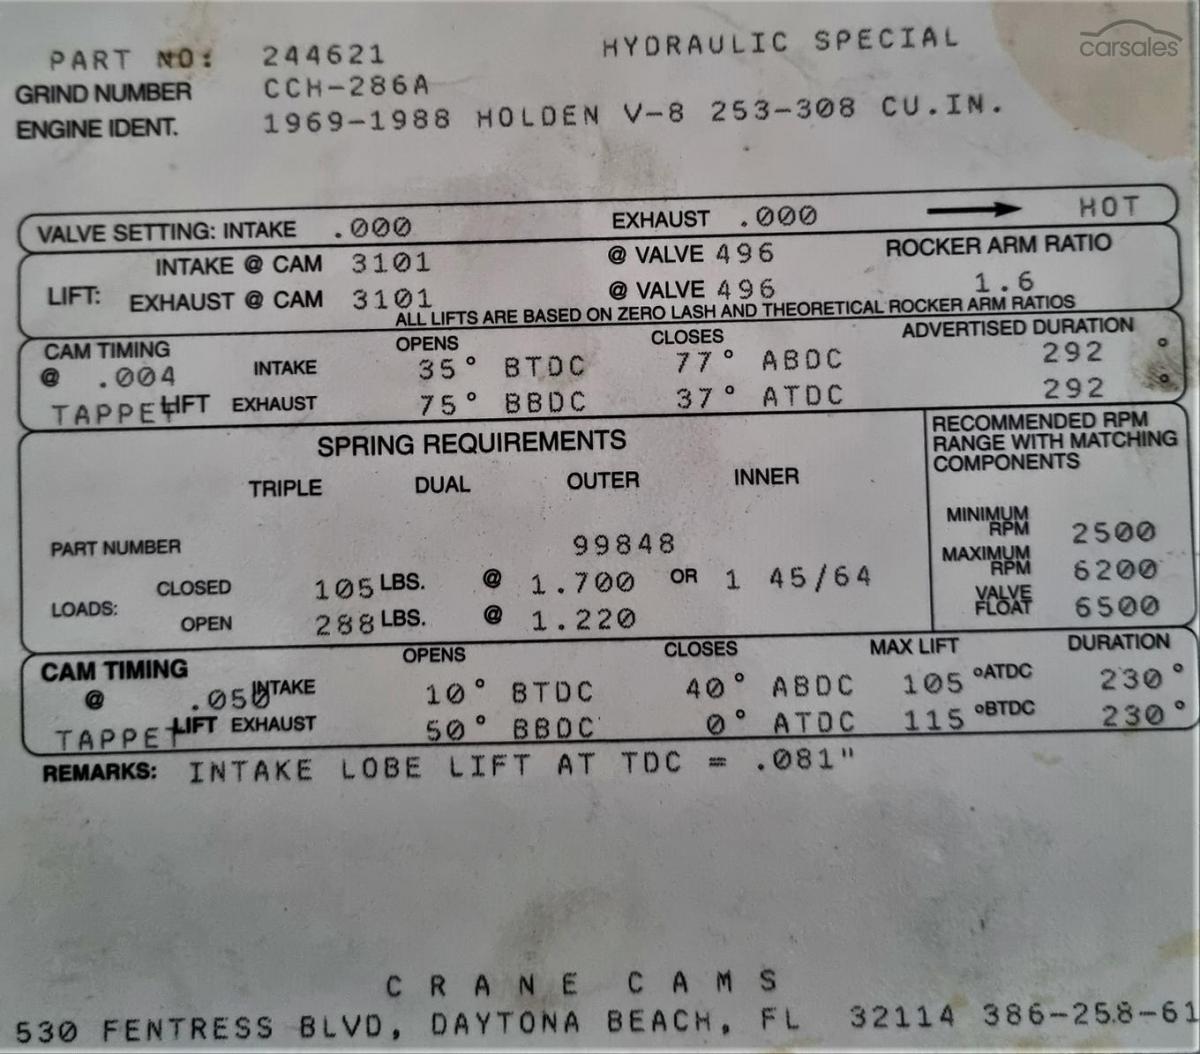 carsales
PART NO: 244621 HYDRAULIC SPECIAL
GRIND NUMBER CCH-286A
ENGINE IDENT. 1969-1988 HOLDEN V-8 253-308 CU.IN.
VALVE SETTING: INTAKE .000 EXHAUST .000 HOT
INTAKE @ CAM 3101 @ VALVE 496 ROCKER ARM RATIO
LIFT: EXHAUST @ CAM 3101 @ VALVE 496 1.6
ALL LIFTS ARE BASED ON ZERO LASH AND THEORETICAL ROCKER ARM RATIOS
CAM TIMING OPENS CLOSES ADVERTISED DURATION
@ .004 INTAKE 35° BTDC 77° ABDC 292 °
TAPPET LIFT EXHAUST 75° BBDC 37° ATDC 292 °
SPRING REQUIREMENTS
TRIPLE DUAL OUTER INNER
PART NUMBER 99848
CLOSED 105 LBS. @ 1.700 OR 1 45/64
LOADS:
OPEN 288 LBS. @ 1.220
RECOMMENDED RPM
RANGE WITH MATCHING
COMPONENTS
MINIMUM RPM 2500
MAXIMUM RPM 6200
VALVE FLOAT 6500
CAM TIMING OPENS CLOSES MAX LIFT DURATION
@ .050 INTAKE 10° BTDC 40° ABDC 105 °ATDC 230°
TAPPET LIFT EXHAUST 50° BBDC 0° ATDC 115 °BTDC 230°
REMARKS: INTAKE LOBE LIFT AT TDC = .081"
CRANE CAMS
530 FENTRESS BLVD, DAYTONA BEACH, FL 32114 386-258-61